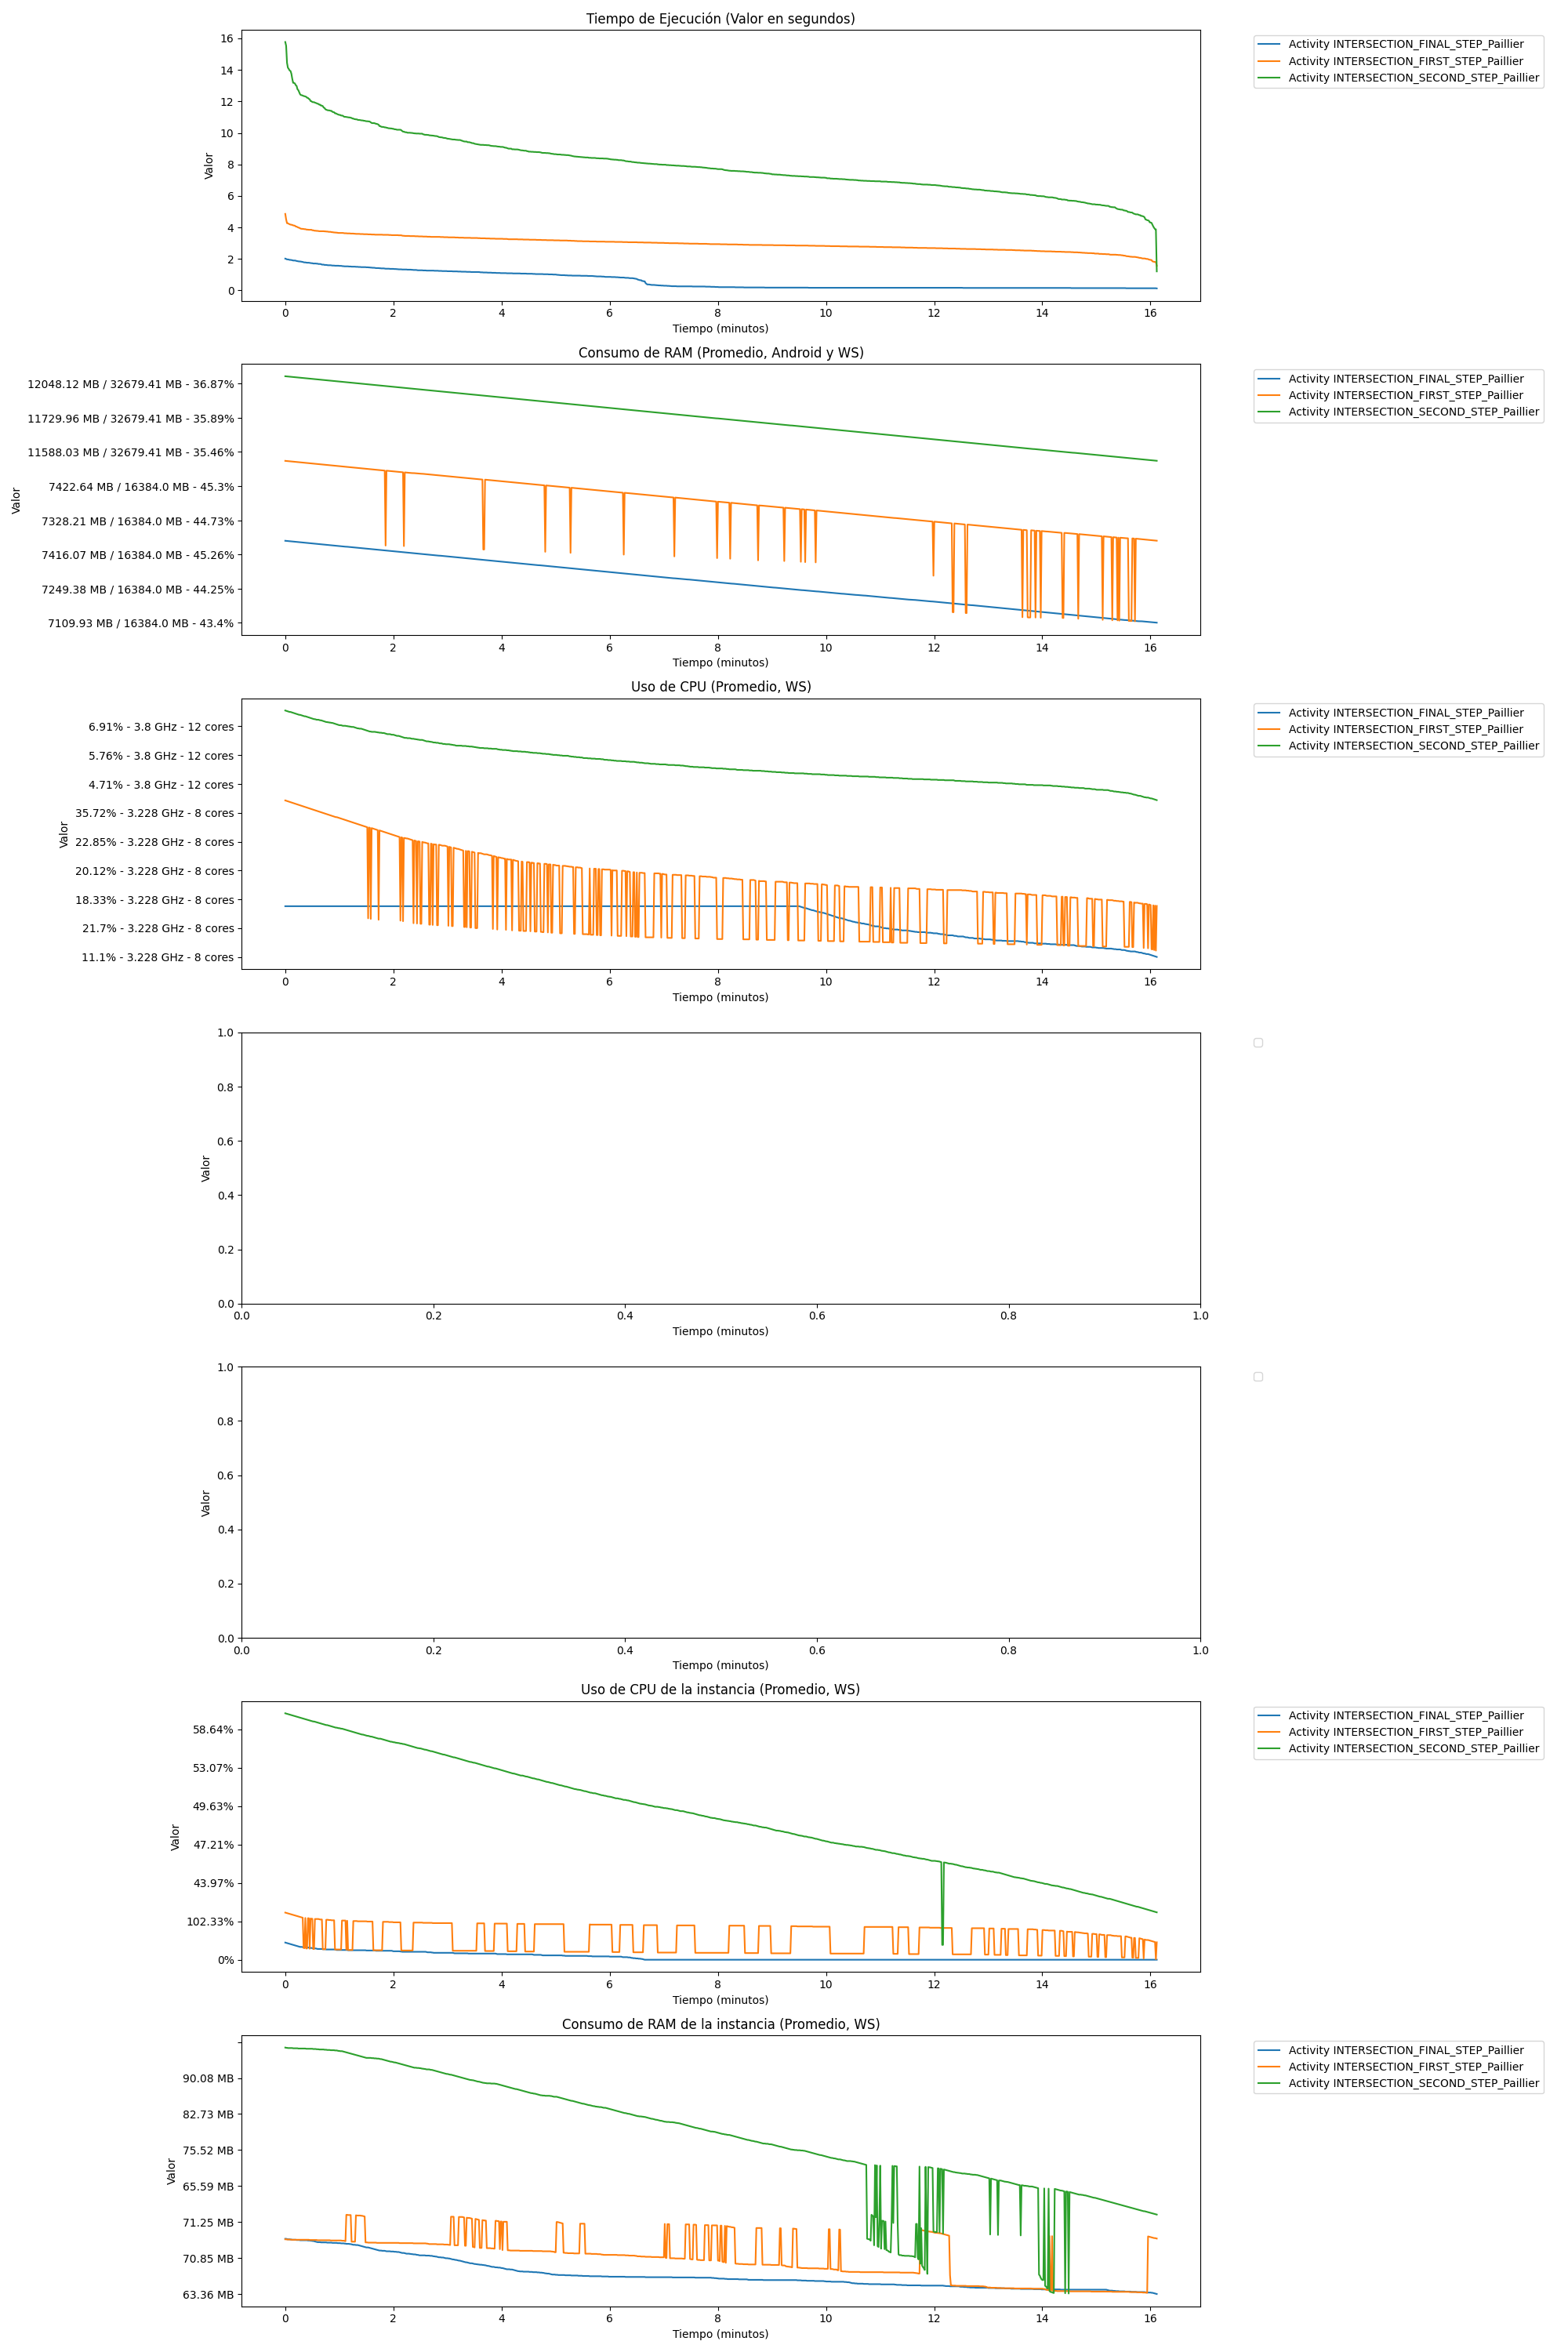 Tiempo de Ejecución (Valor en segundos)
16
14
12
10
8
6
4
2
0
Valor
0 2 4 6 8 10 12 14 16
Tiempo (minutos)
Activity INTERSECTION_FINAL_STEP_Paillier
Activity INTERSECTION_FIRST_STEP_Paillier
Activity INTERSECTION_SECOND_STEP_Paillier
Consumo de RAM (Promedio, Android y WS)
12048.12 MB / 32679.41 MB - 36.87%
11729.96 MB / 32679.41 MB - 35.89%
11588.03 MB / 32679.41 MB - 35.46%
7422.64 MB / 16384.0 MB - 45.3%
7328.21 MB / 16384.0 MB - 44.73%
7416.07 MB / 16384.0 MB - 45.26%
7249.38 MB / 16384.0 MB - 44.25%
7109.93 MB / 16384.0 MB - 43.4%
Valor
0 2 4 6 8 10 12 14 16
Tiempo (minutos)
Activity INTERSECTION_FINAL_STEP_Paillier
Activity INTERSECTION_FIRST_STEP_Paillier
Activity INTERSECTION_SECOND_STEP_Paillier
Uso de CPU (Promedio, WS)
6.91% - 3.8 GHz - 12 cores
5.76% - 3.8 GHz - 12 cores
4.71% - 3.8 GHz - 12 cores
35.72% - 3.228 GHz - 8 cores
22.85% - 3.228 GHz - 8 cores
20.12% - 3.228 GHz - 8 cores
18.33% - 3.228 GHz - 8 cores
21.7% - 3.228 GHz - 8 cores
11.1% - 3.228 GHz - 8 cores
Valor
0 2 4 6 8 10 12 14 16
Tiempo (minutos)
Activity INTERSECTION_FINAL_STEP_Paillier
Activity INTERSECTION_FIRST_STEP_Paillier
Activity INTERSECTION_SECOND_STEP_Paillier
1.0
0.8
0.6
0.4
0.2
0.0
Valor
0.0 0.2 0.4 0.6 0.8 1.0
Tiempo (minutos)
1.0
0.8
0.6
0.4
0.2
0.0
Valor
0.0 0.2 0.4 0.6 0.8 1.0
Tiempo (minutos)
Uso de CPU de la instancia (Promedio, WS)
58.64%
53.07%
49.63%
47.21%
43.97%
102.33%
0%
Valor
0 2 4 6 8 10 12 14 16
Tiempo (minutos)
Activity INTERSECTION_FINAL_STEP_Paillier
Activity INTERSECTION_FIRST_STEP_Paillier
Activity INTERSECTION_SECOND_STEP_Paillier
Consumo de RAM de la instancia (Promedio, WS)
90.08 MB
82.73 MB
75.52 MB
65.59 MB
71.25 MB
70.85 MB
63.36 MB
Valor
0 2 4 6 8 10 12 14 16
Tiempo (minutos)
Activity INTERSECTION_FINAL_STEP_Paillier
Activity INTERSECTION_FIRST_STEP_Paillier
Activity INTERSECTION_SECOND_STEP_Paillier